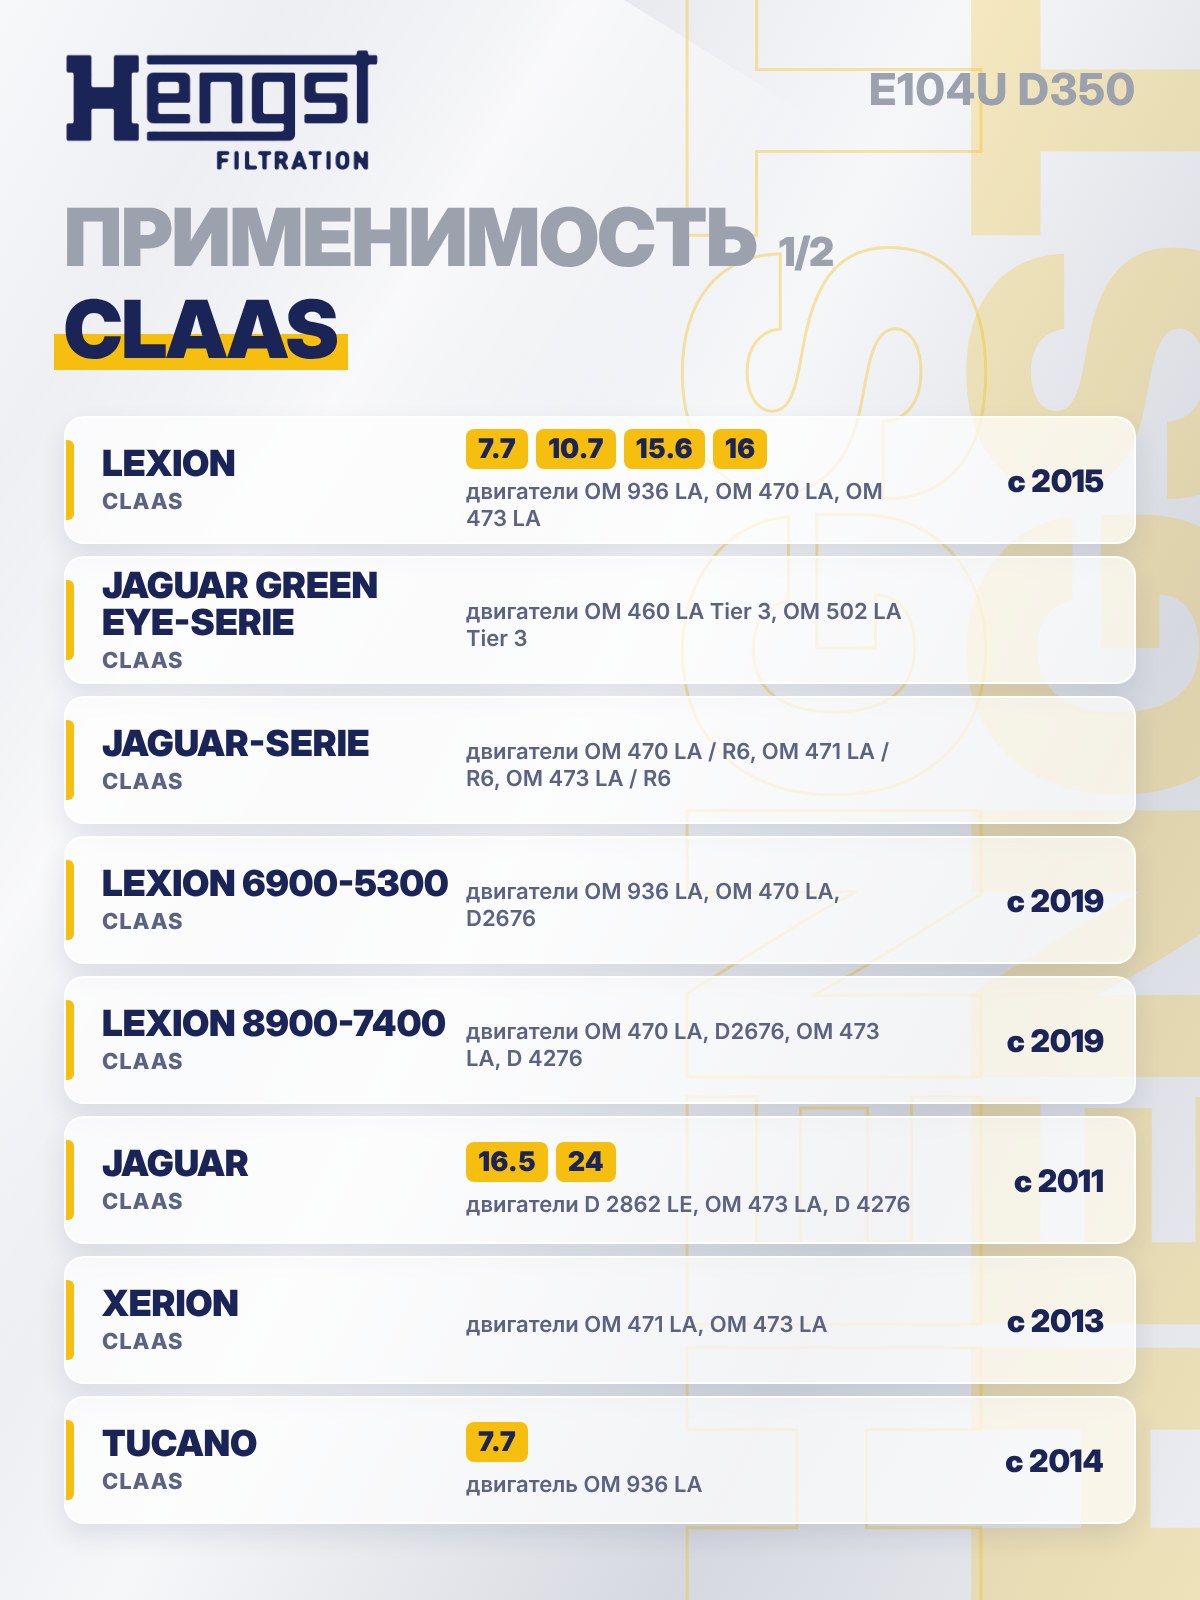 Hengst
FILTRATION
E104U D350
ПРИМЕНИМОСТЬ 1/2
CLAAS
LEXION
CLAAS
7.7 10.7 15.6 16
двигатели OM 936 LA, OM 470 LA, OM
473 LA
с 2015
JAGUAR GREEN
EYE-SERIE
CLAAS
двигатели OM 460 LA Tier 3, OM 502 LA
Tier 3
JAGUAR-SERIE
CLAAS
двигатели OM 470 LA / R6, OM 471 LA /
R6, OM 473 LA / R6
LEXION 6900-5300
CLAAS
двигатели OM 936 LA, OM 470 LA,
D2676
с 2019
LEXION 8900-7400
CLAAS
двигатели OM 470 LA, D2676, OM 473
LA, D 4276
с 2019
JAGUAR
CLAAS
16.5 24
двигатели D 2862 LE, OM 473 LA, D 4276
с 2011
XERION
CLAAS
двигатели OM 471 LA, OM 473 LA
с 2013
TUCANO
CLAAS
7.7
двигатель OM 936 LA
с 2014
HENGST
HENGST